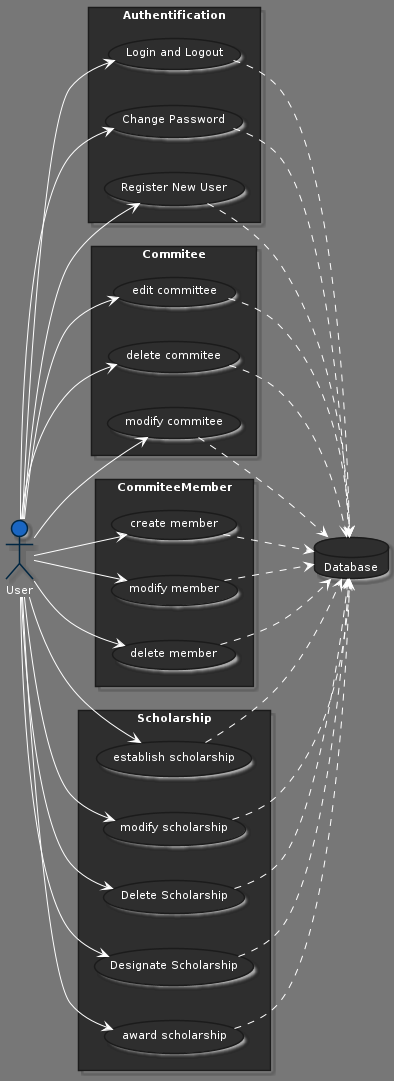 Authentification
Login and Logout
Change Password
Register New User
Commitee
edit committee
delete commitee
modify commitee
CommiteeMember
create member
modify member
delete member
User
Database
Scholarship
establish scholarship
modify scholarship
Delete Scholarship
Designate Scholarship
award scholarship